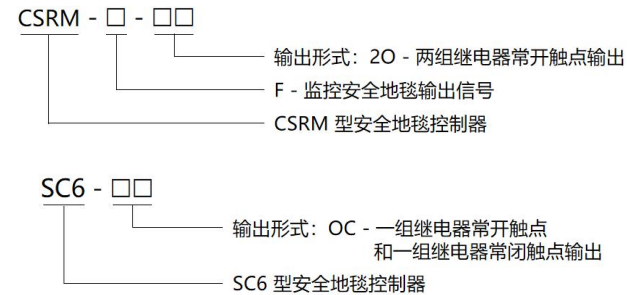 CSRM - □ - □□
输出形式：2O - 两组继电器常开触点输出
F - 监控安全地毯输出信号
CSRM 型安全地毯控制器
SC6 - □□
输出形式：OC - 一组继电器常开触点
和一组继电器常闭触点输出
SC6 型安全地毯控制器